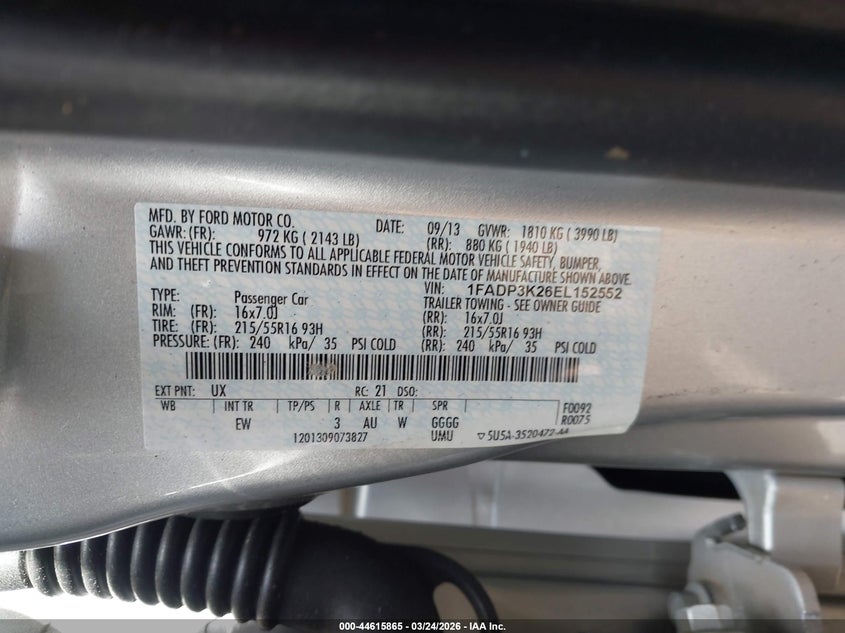 MFD. BY FORD MOTOR CO. DATE: 09/13 GVWR: 1810 KG ( 3990 LB)
GAWR: (FR): 972 KG ( 2143 LB) (RR): 880 KG ( 1940 LB)
THIS VEHICLE CONFORMS TO ALL APPLICABLE FEDERAL MOTOR VEHICLE SAFETY, BUMPER,
AND THEFT PREVENTION STANDARDS IN EFFECT ON THE DATE OF MANUFACTURE SHOWN ABOVE.
VIN: 1FADP3K26EL152552
TYPE: Passenger Car TRAILER TOWING - SEE OWNER GUIDE
RIM: (FR): 16x7.0J (RR): 16x7.0J
TIRE: (FR): 215/55R16 93H (RR): 215/55R16 93H
PRESSURE: (FR): 240 kPa/ 35 PSI COLD (RR): 240 kPa/ 35 PSI COLD
EXT PNT: UX RC: 21 DSO:
WB INT TR TP/PS R AXLE TR SPR F0092
EW 3 AU W GGGG R0075
1201309073827 UMU ▽ 5U5A-3520472-AA
000-44615865 - 03/24/2026 - IAA Inc.